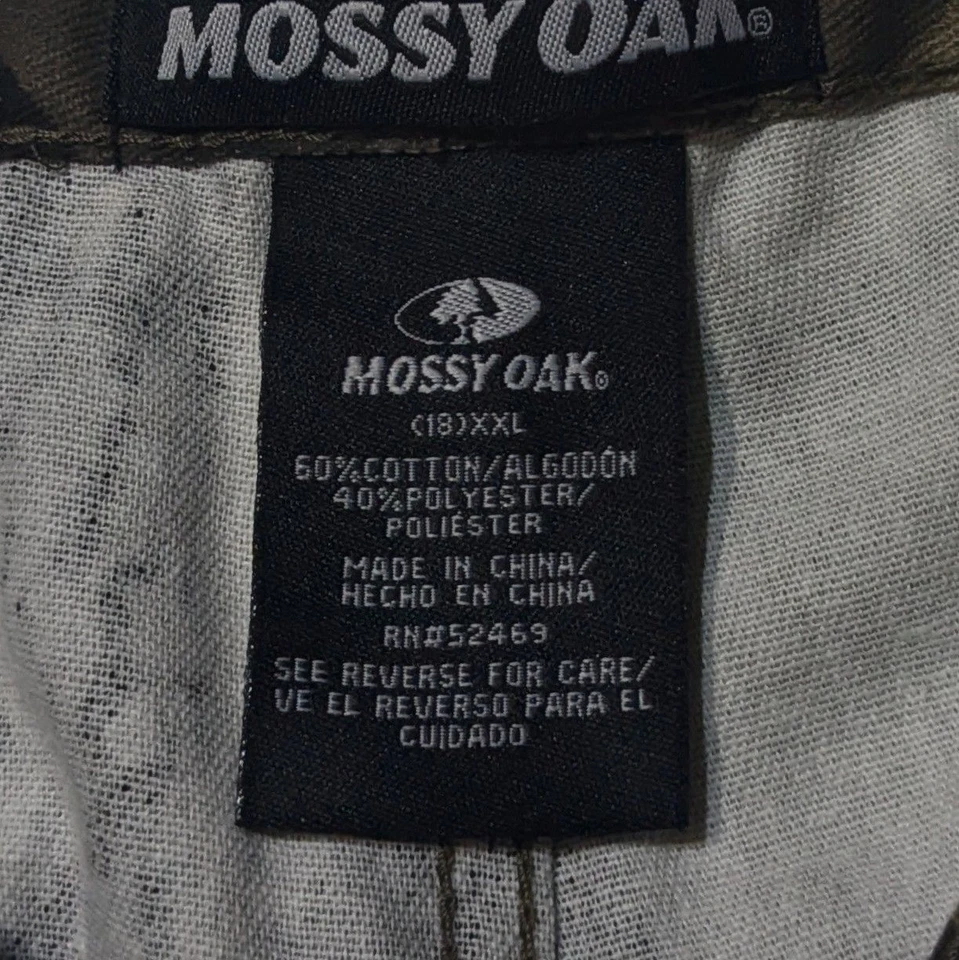 MOSSY OAK®
MOSSY OAK®
(18)XXL
60%COTTON/ALGODÓN
40%POLYESTER/
POLIÉSTER
MADE IN CHINA/
HECHO EN CHINA
RN#52469
SEE REVERSE FOR CARE/
VE EL REVERSO PARA EL
CUIDADO